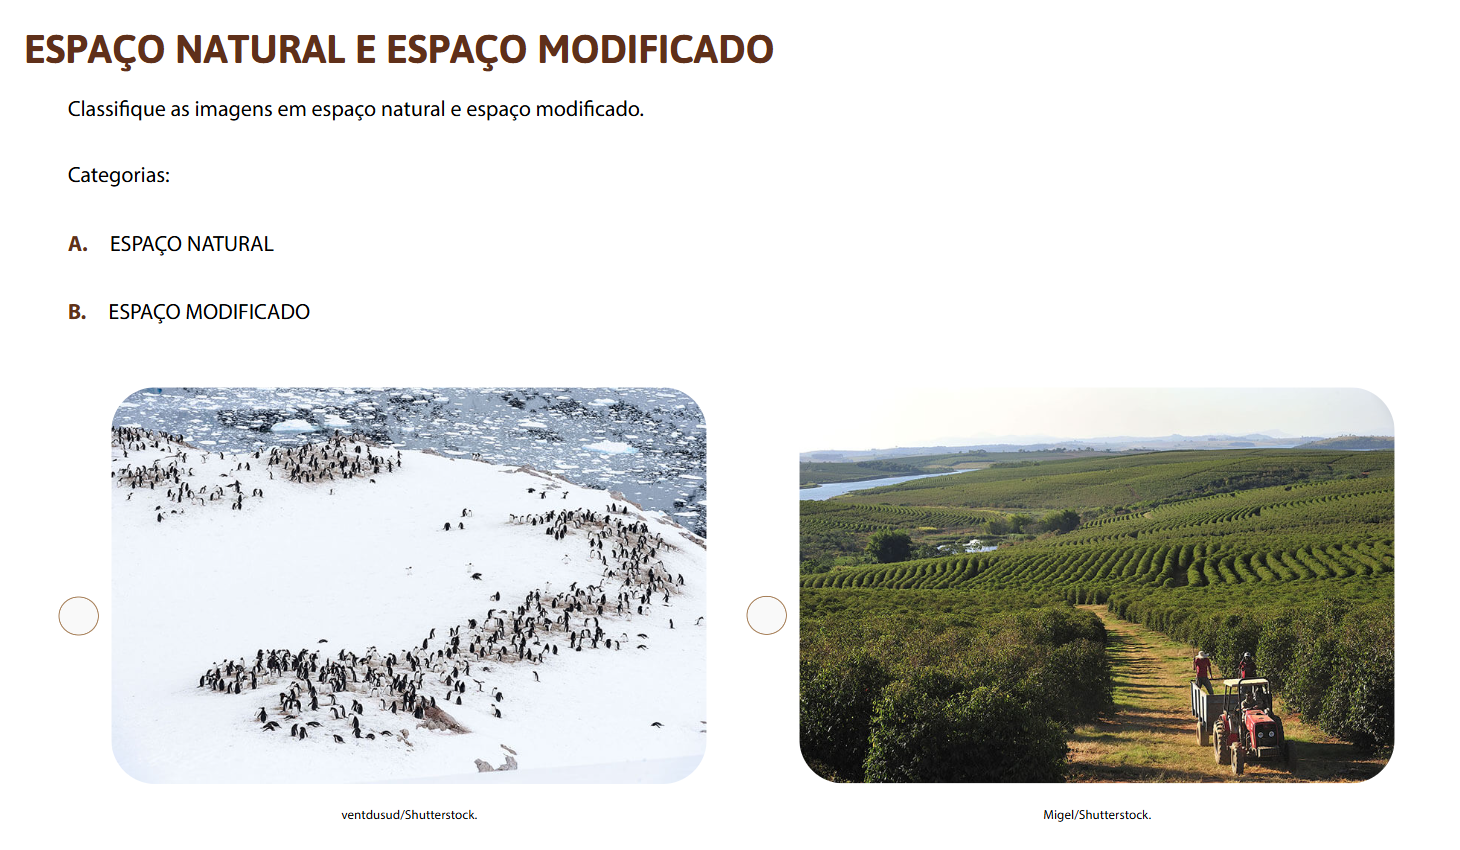 ESPAÇO NATURAL E ESPAÇO MODIFICADO
Classifique as imagens em espaço natural e espaço modificado.
Categorias:
A. ESPAÇO NATURAL
B. ESPAÇO MODIFICADO
ventdusud/Shutterstock.
Migel/Shutterstock.